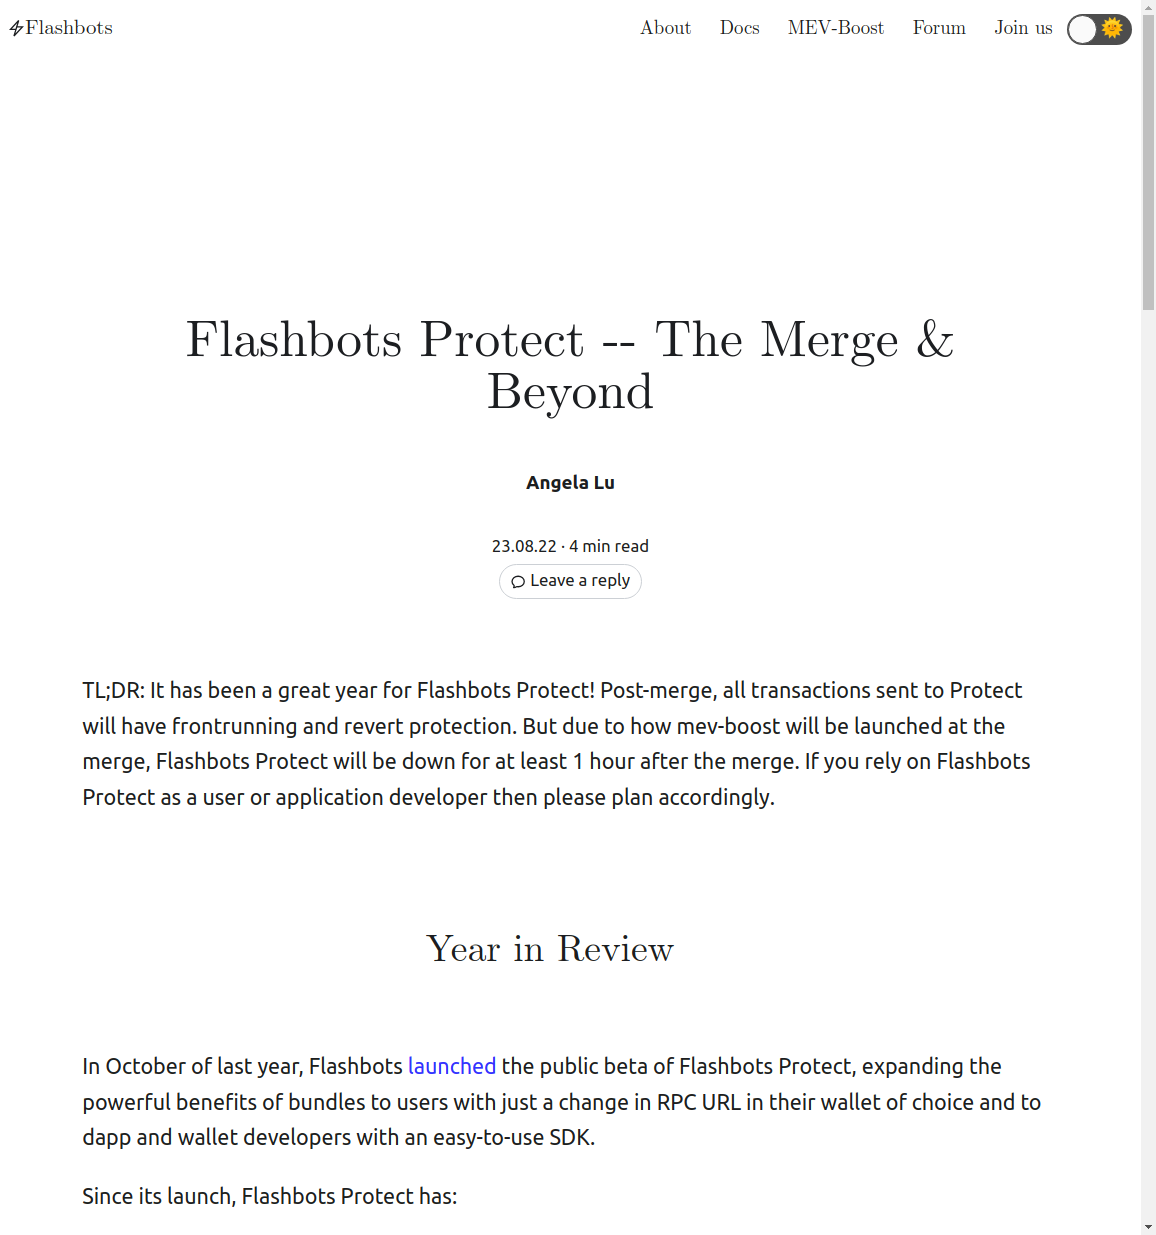 Flashbots
About Docs MEV-Boost Forum Join us
Flashbots Protect -- The Merge &
Beyond
Angela Lu
23.08.22 · 4 min read
Leave a reply
TL;DR: It has been a great year for Flashbots Protect! Post-merge, all transactions sent to Protect
will have frontrunning and revert protection. But due to how mev-boost will be launched at the
merge, Flashbots Protect will be down for at least 1 hour after the merge. If you rely on Flashbots
Protect as a user or application developer then please plan accordingly.
Year in Review
In October of last year, Flashbots launched the public beta of Flashbots Protect, expanding the
powerful benefits of bundles to users with just a change in RPC URL in their wallet of choice and to
dapp and wallet developers with an easy-to-use SDK.
Since its launch, Flashbots Protect has: